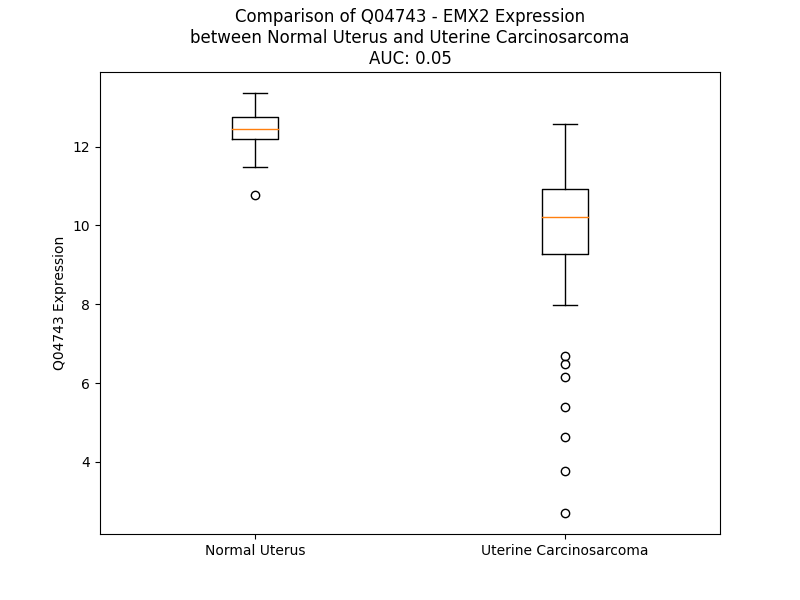 Comparison of Q04743 - EMX2 Expression
between Normal Uterus and Uterine Carcinosarcoma
AUC: 0.05
12
10
8
6
4
Q04743 Expression
Normal Uterus
Uterine Carcinosarcoma